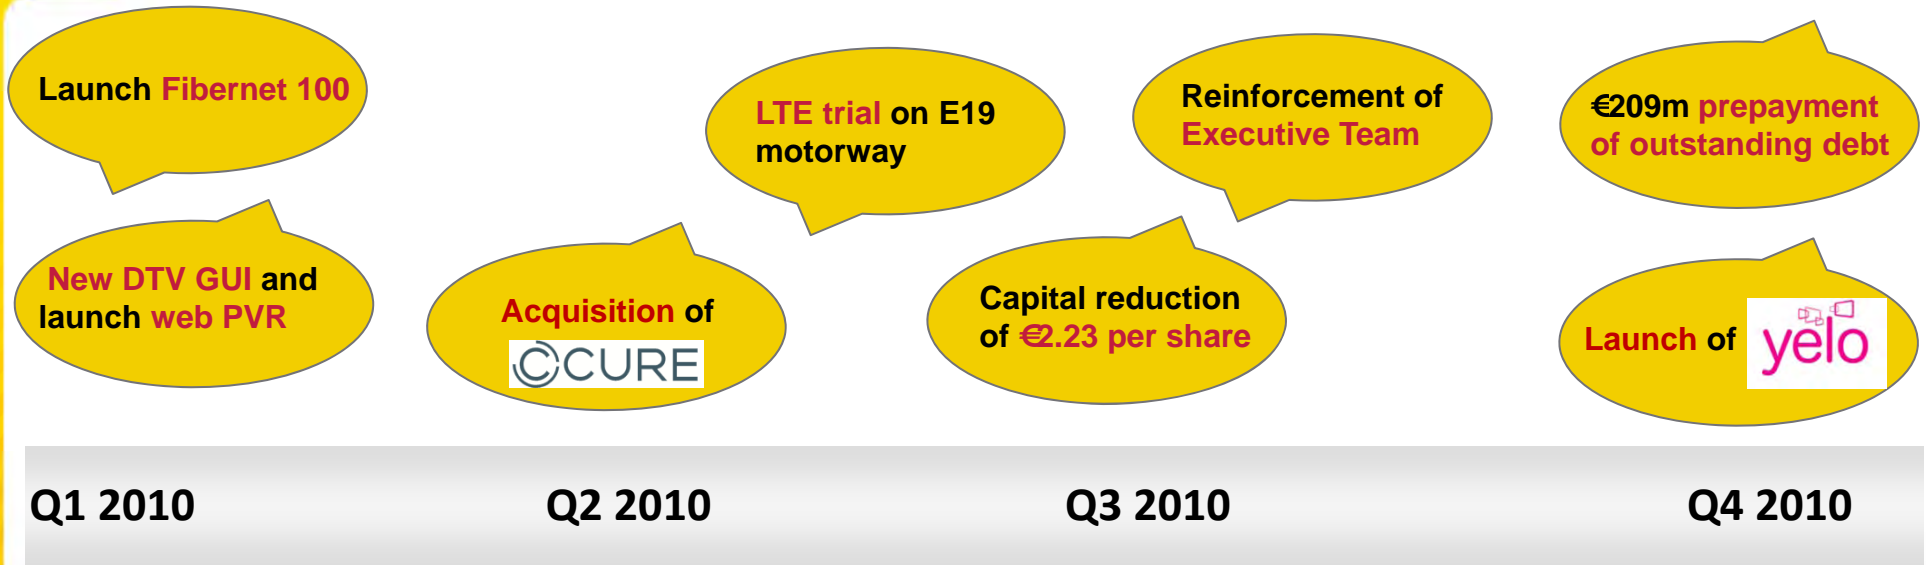 Launch Fibernet 100
New DTV GUI and
launch web PVR
Acquisition of
CCURE
LTE trial on E19
motorway
Capital reduction
of €2.23 per share
Reinforcement of
Executive Team
€209m prepayment
of outstanding debt
Launch of yelo
Q1 2010
Q2 2010
Q3 2010
Q4 2010